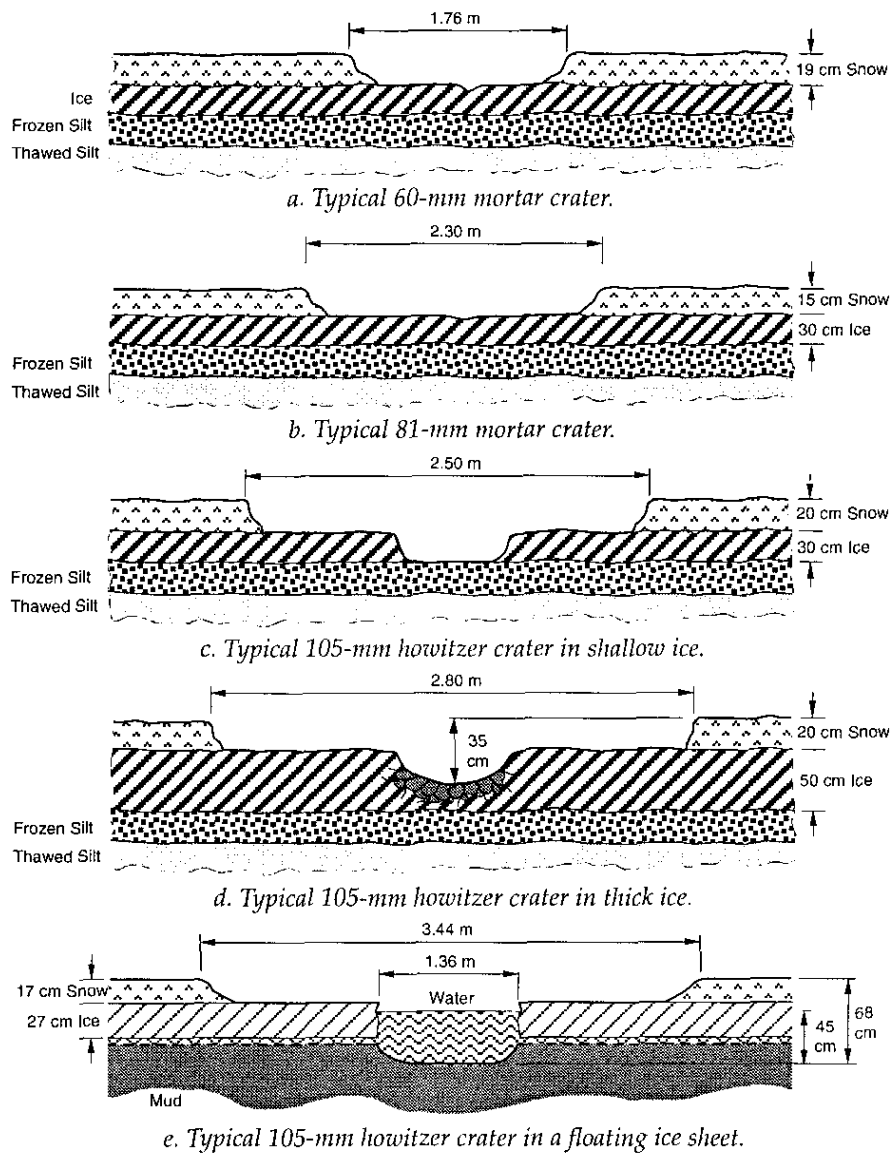 1.76 m
19 cm Snow
Ice
Frozen Silt
Thawed Silt
a. Typical 60-mm mortar crater.
2.30 m
15 cm Snow
30 cm Ice
Frozen Silt
Thawed Silt
b. Typical 81-mm mortar crater.
2.50 m
20 cm Snow
30 cm Ice
Frozen Silt
Thawed Silt
c. Typical 105-mm howitzer crater in shallow ice.
2.80 m
35
cm
20 cm Snow
50 cm Ice
Frozen Silt
Thawed Silt
d. Typical 105-mm howitzer crater in thick ice.
3.44 m
1.36 m
17 cm Snow
Water
27 cm Ice
45
cm
68
cm
Mud
e. Typical 105-mm howitzer crater in a floating ice sheet.